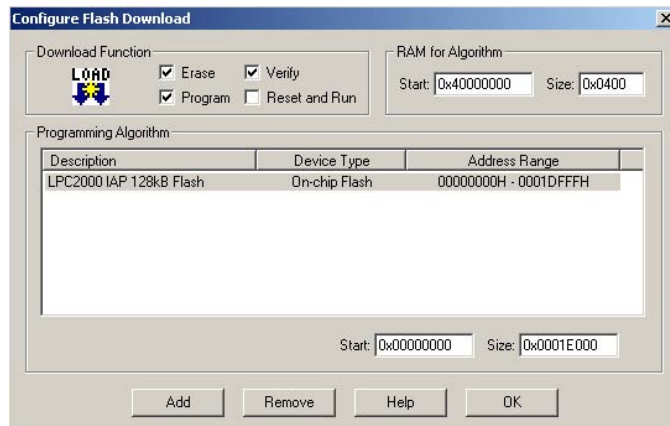 Configure Flash Download
Download Function
LOAD
Erase
Verify
Program
Reset and Run
RAM for Algorithm
Start: 0x40000000 Size: 0x0400
Programming Algorithm
Description Device Type Address Range
LPC2000 IAP 128kB Flash On-chip Flash 00000000H - 0001DFFFH
Start: 0x00000000 Size: 0x0001E000
Add Remove Help OK